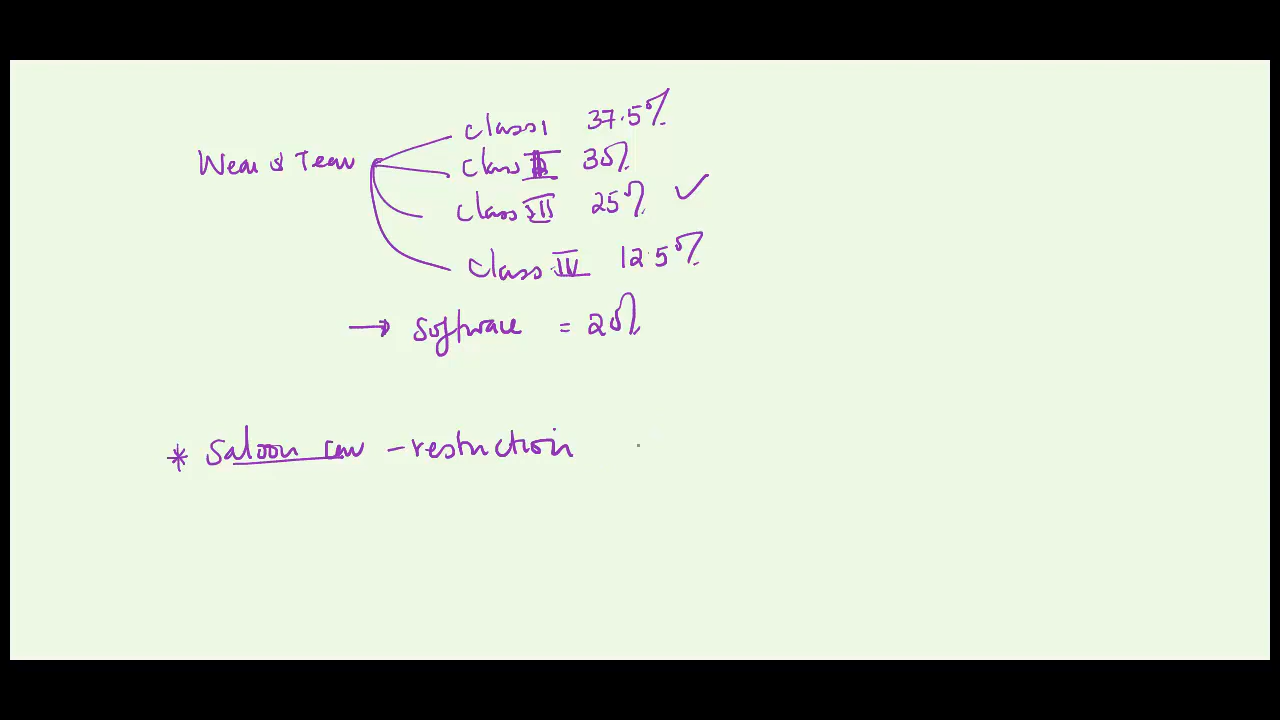 Wear & Tear
Class I 37.5%
Class II 30%
Class III 25% ✓
Class IV 12.5%
→ Software = 20%
* Saloon car - restriction